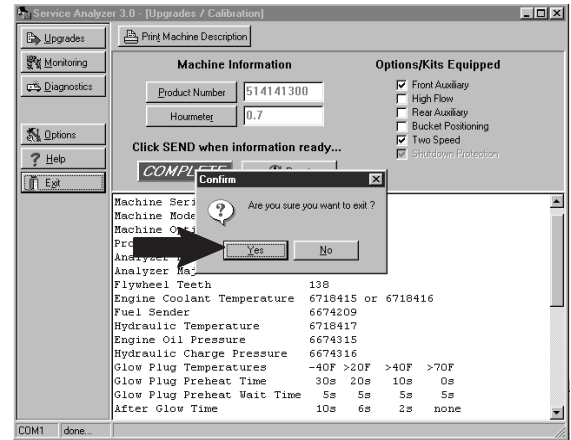 Service Analyzer 3.0 - [Upgrades / Calibration]
Upgrades
Print Machine Description
Monitoring
Diagnostics
Options
Help
Exit
Machine Information
Product Number 514141300
Hourmeter 0.7
Options/Kits Equipped
Front Auxiliary
High Flow
Rear Auxiliary
Bucket Positioning
Two Speed
Shutdown Protection
Click SEND when information ready...
Confirm
Are you sure you want to exit ?
Yes
No
Machine
Machine
Machine
Analyzer
Analyzer
Flywheel Teeth 138
Engine Coolant Temperature 6718415 or 6718416
Fuel Sender 6674209
Hydraulic Temperature 6718417
Engine Oil Pressure 6674315
Hydraulic Charge Pressure 6674316
Glow Plug Temperatures -40F >20F >40F >70F
Glow Plug Preheat Time 30s 20s 10s 0s
Glow Plug Preheat Wait Time 5s 5s 5s 5s
After Glow Time 10s 6s 2s none
COM1 done...